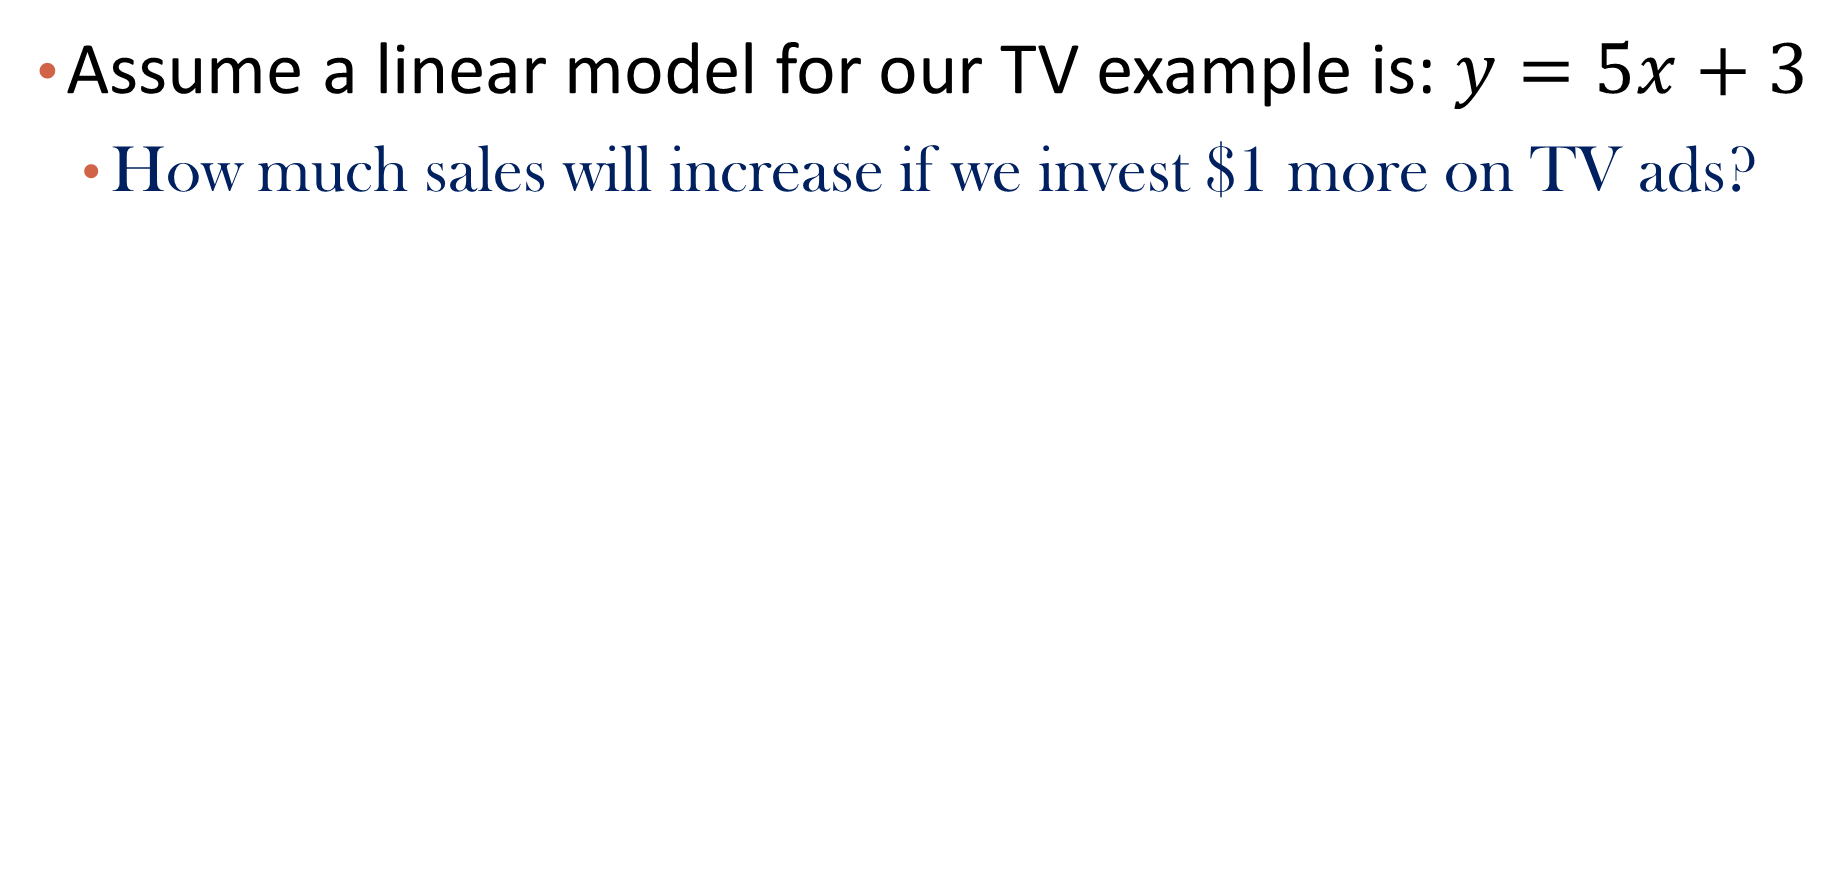 • Assume a linear model for our TV example is: y = 5x + 3
• How much sales will increase if we invest $1 more on TV ads?